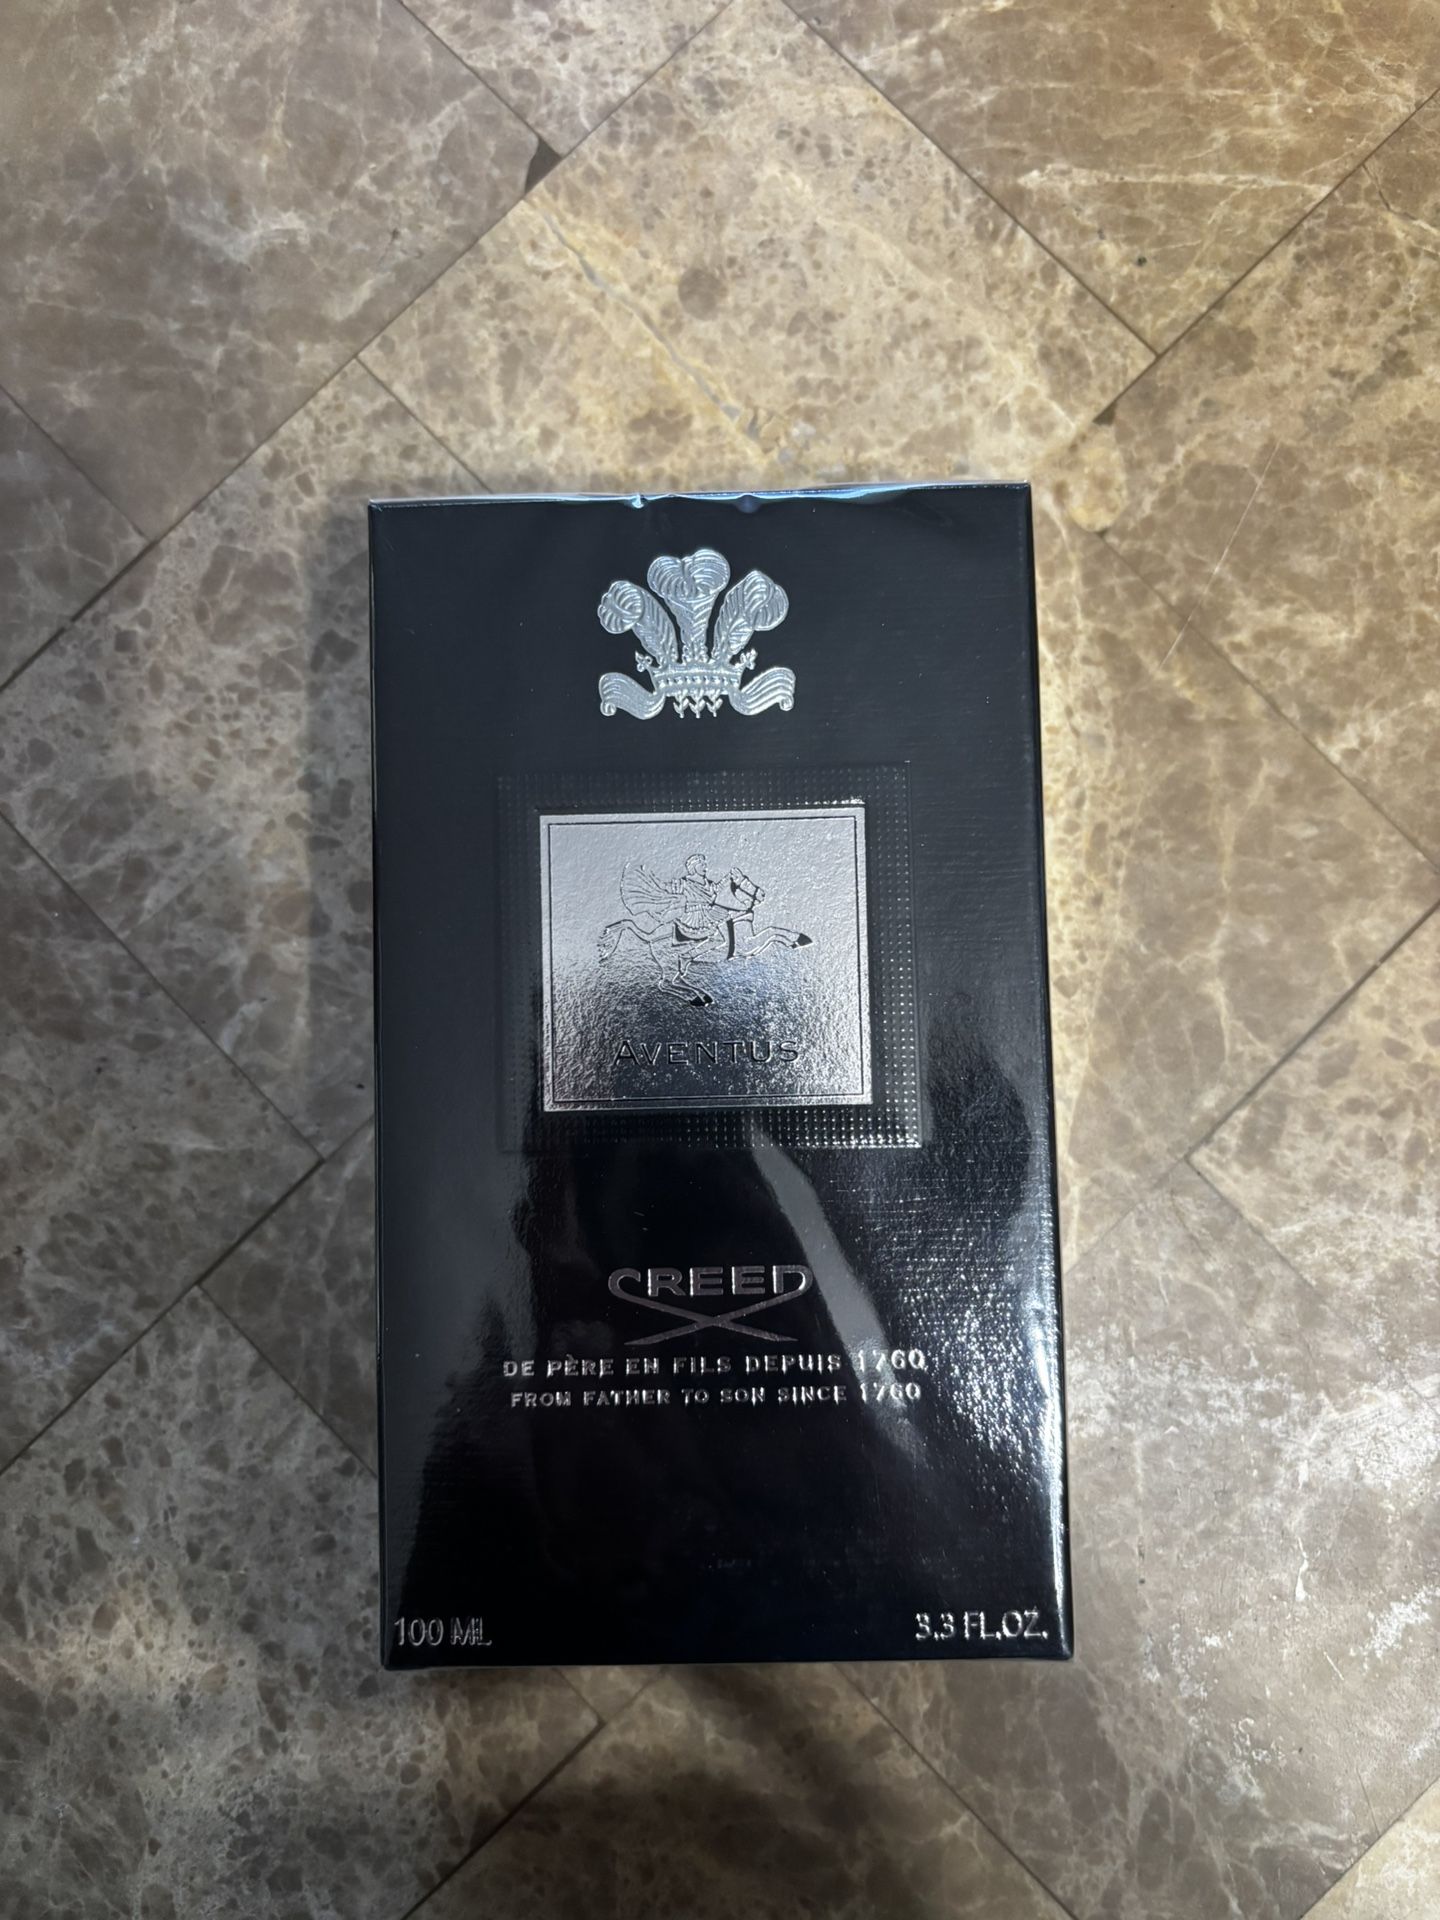 AVENTUS
CREED
DE PÈRE EN FILS DEPUIS 1760
FROM FATHER TO SON SINCE 1760
100 ML
3.3 FL.OZ.